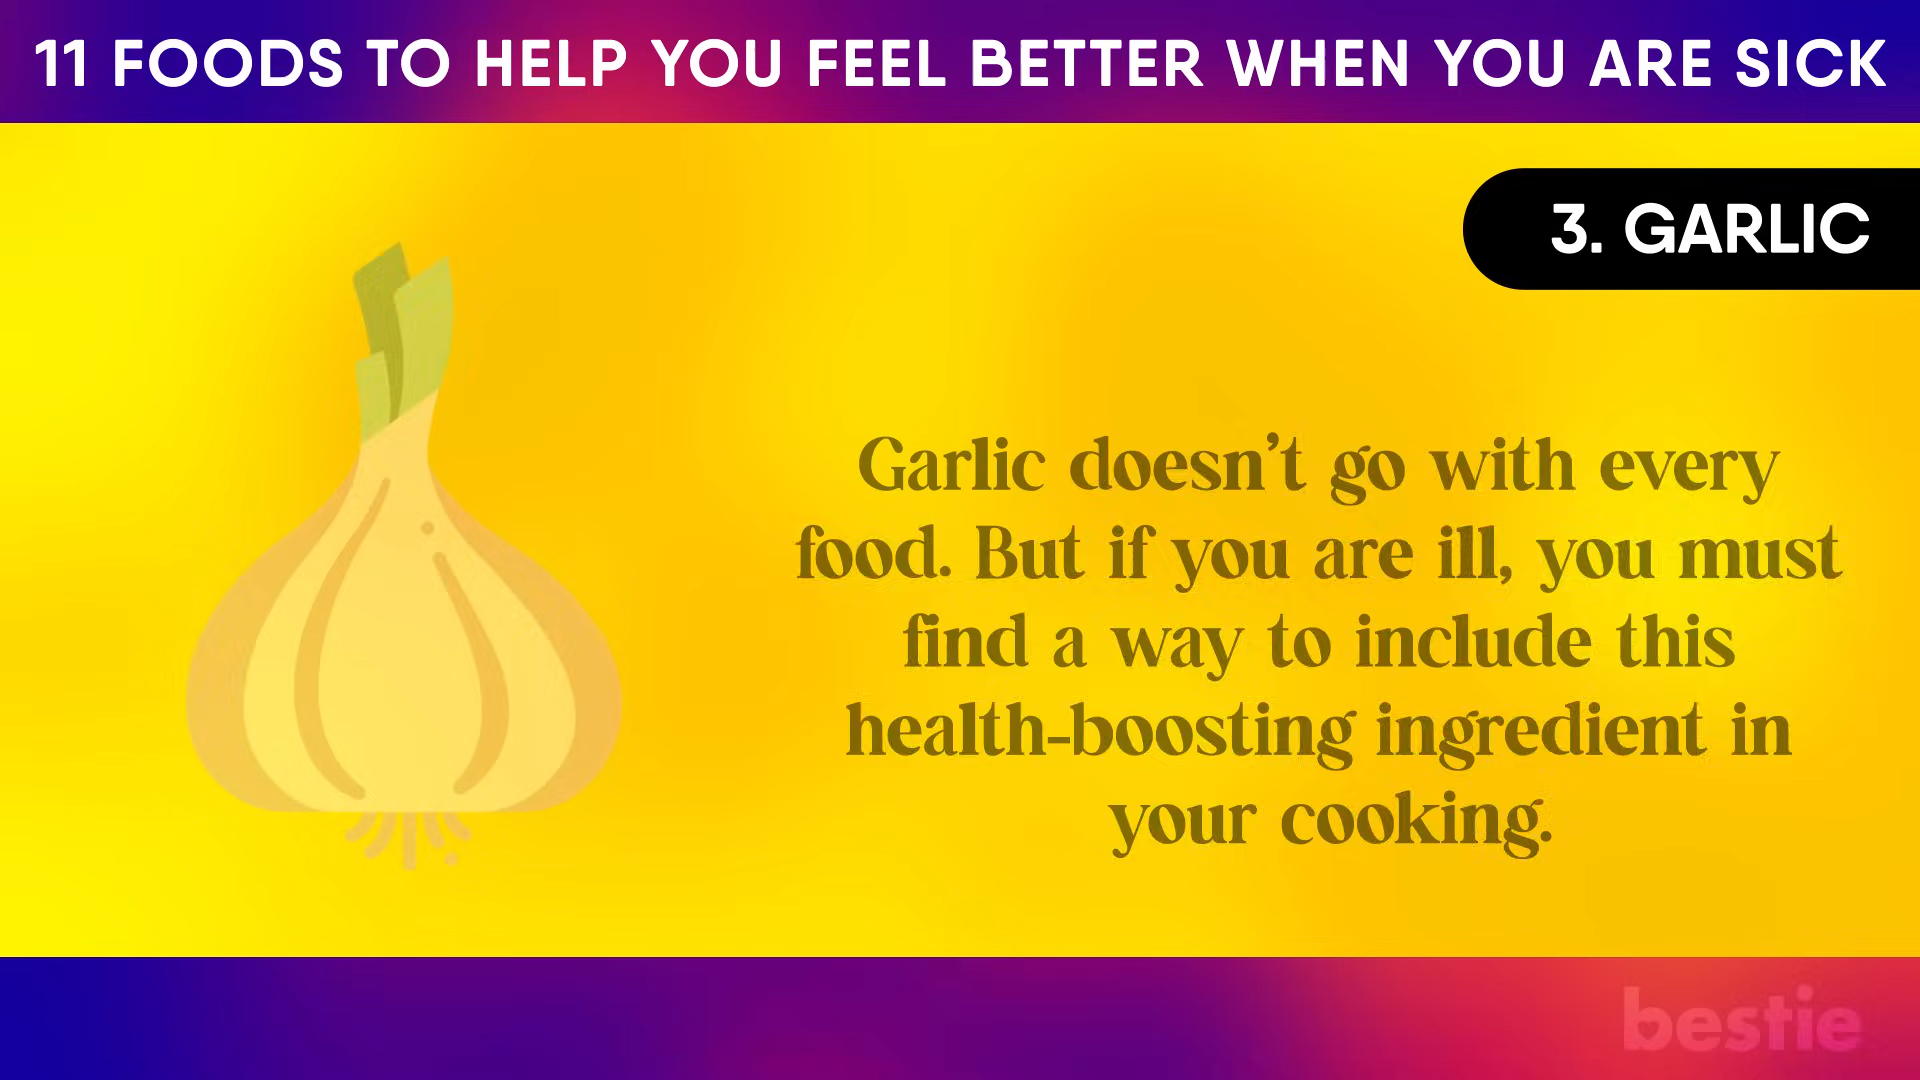 11 FOODS TO HELP YOU FEEL BETTER WHEN YOU ARE SICK
3. GARLIC
Garlic doesn’t go with every
food. But if you are ill, you must
find a way to include this
health-boosting ingredient in
your cooking.
bestie